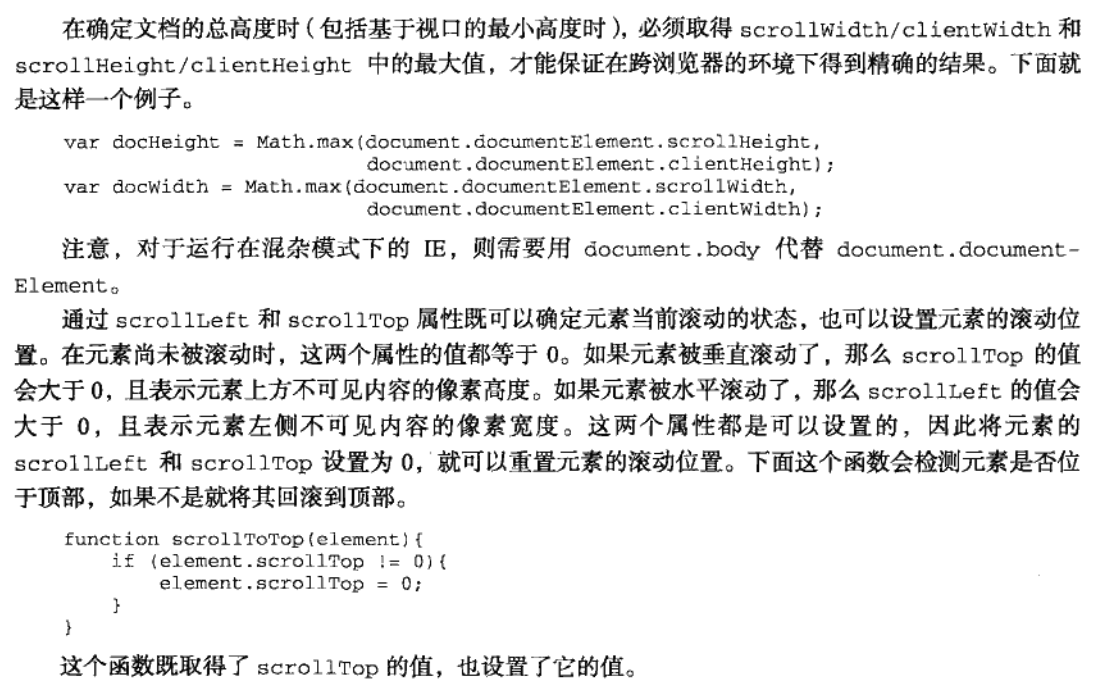 在确定文档的总高度时（包括基于视口的最小高度时），必须取得 scrollWidth/clientWidth 和
scrollHeight/clientHeight 中的最大值，才能保证在跨浏览器的环境下得到精确的结果。下面就
是这样一个例子。
var docHeight = Math.max(document.documentElement.scrollHeight,
document.documentElement.clientHeight);
var docWidth = Math.max(document.documentElement.scrollWidth,
document.documentElement.clientWidth);
注意，对于运行在混杂模式下的 IE，则需要用 document.body 代替 document.document-
Element。
通过 scrollLeft 和 scrollTop 属性既可以确定元素当前滚动的状态，也可以设置元素的滚动位
置。在元素尚未被滚动时，这两个属性的值都等于 0。如果元素被垂直滚动了，那么 scrollTop 的值
会大于 0，且表示元素上方不可见内容的像素高度。如果元素被水平滚动了，那么 scrollLeft 的值会
大于 0，且表示元素左侧不可见内容的像素宽度。这两个属性都是可以设置的，因此将元素的
scrollLeft 和 scrollTop 设置为 0，就可以重置元素的滚动位置。下面这个函数会检测元素是否位
于顶部，如果不是就将其回滚到顶部。
function scrollToTop(element){
if (element.scrollTop != 0){
element.scrollTop = 0;
}
}
这个函数既取得了 scrollTop 的值，也设置了它的值。